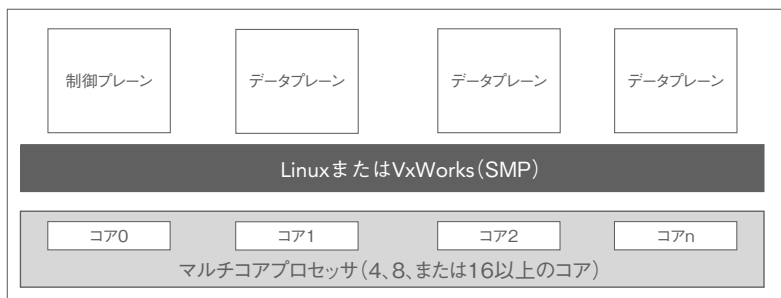 制御プレーン
データプレーン
データプレーン
データプレーン
LinuxまたはVxWorks(SMP)
コア0
コア1
コア2
コアn
マルチコアプロセッサ(4、8、または16以上のコア)